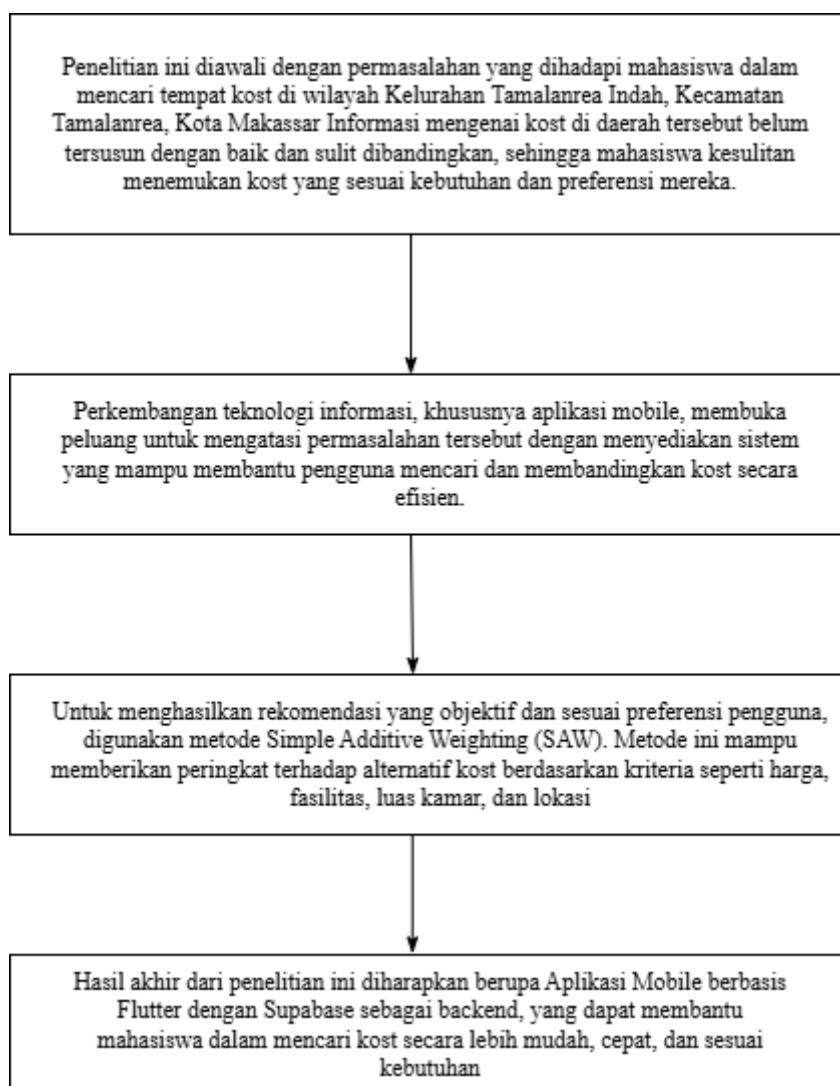 Penelitian ini diawali dengan permasalahan yang dihadapi mahasiswa dalam
mencari tempat kost di wilayah Kelurahan Tamalanrea Indah, Kecamatan
Tamalanrea, Kota Makassar Informasi mengenai kost di daerah tersebut belum
tersusun dengan baik dan sulit dibandingkan, sehingga mahasiswa kesulitan
menemukan kost yang sesuai kebutuhan dan preferensi mereka.
Perkembangan teknologi informasi, khususnya aplikasi mobile, membuka
peluang untuk mengatasi permasalahan tersebut dengan menyediakan sistem
yang mampu membantu pengguna mencari dan membandingkan kost secara
efisien.
Untuk menghasilkan rekomendasi yang objektif dan sesuai preferensi pengguna,
digunakan metode Simple Additive Weighting (SAW). Metode ini mampu
memberikan peringkat terhadap alternatif kost berdasarkan kriteria seperti harga,
fasilitas, luas kamar, dan lokasi
Hasil akhir dari penelitian ini diharapkan berupa Aplikasi Mobile berbasis
Flutter dengan Supabase sebagai backend, yang dapat membantu
mahasiswa dalam mencari kost secara lebih mudah, cepat, dan sesuai
kebutuhan